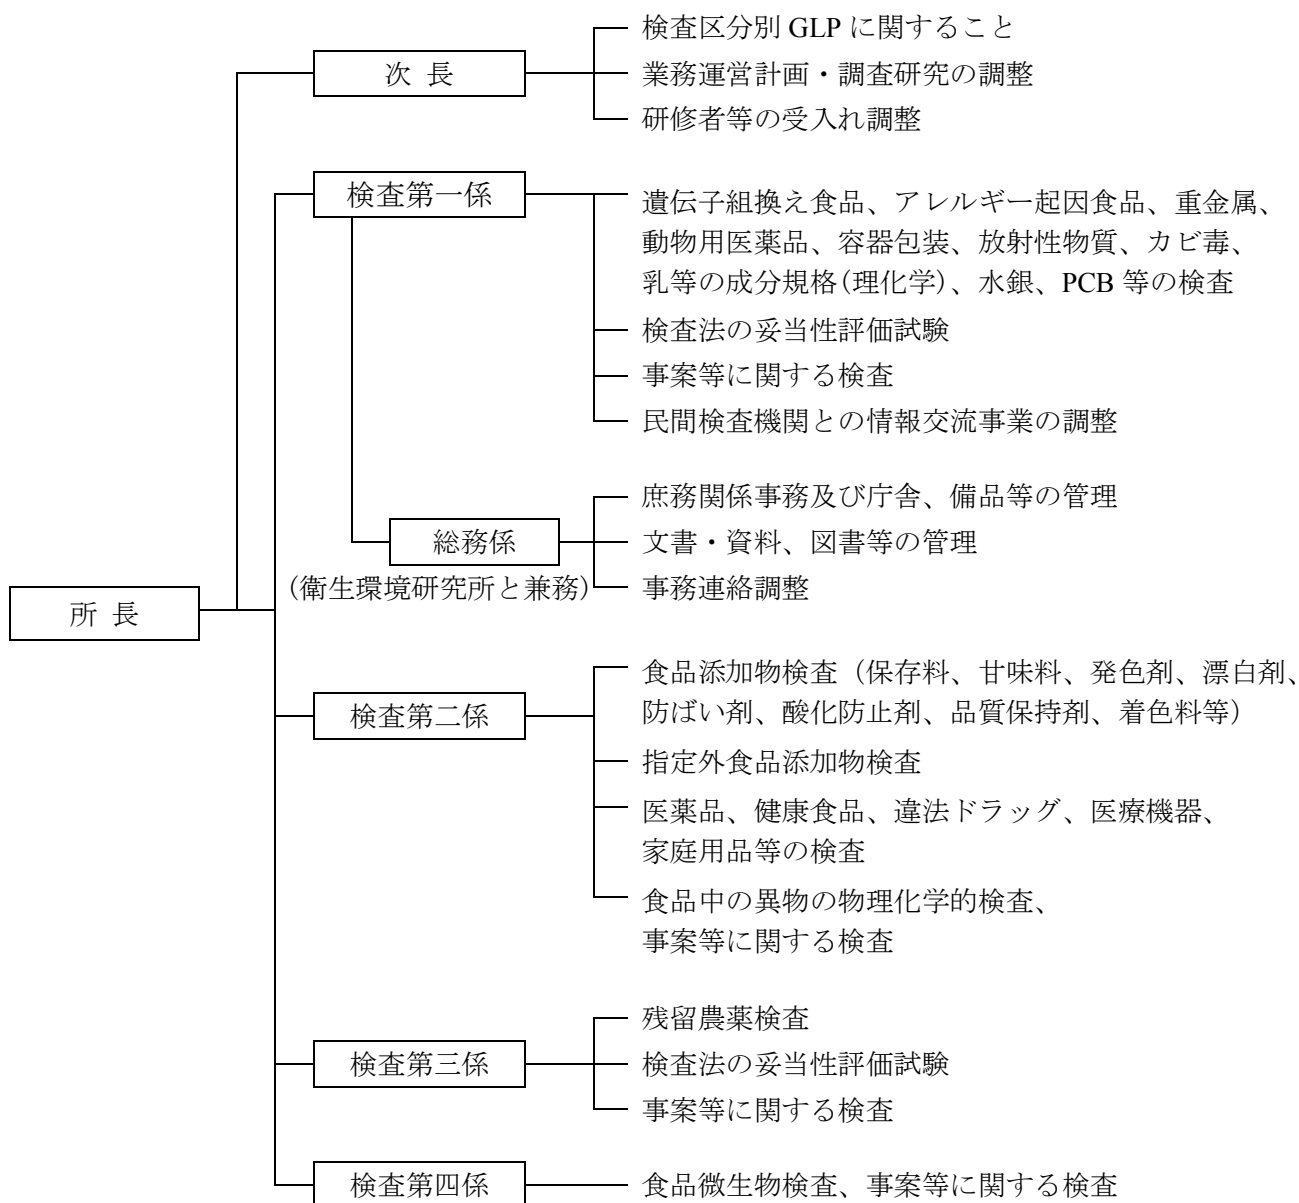 検査区分別 GLP に関すること
次 長
業務運営計画・調査研究の調整
研修者等の受入れ調整
検査第一係
遺伝子組換え食品、アレルギー起因食品、重金属、
動物用医薬品、容器包装、放射性物質、カビ毒、
乳等の成分規格(理化学)、水銀、PCB 等の検査
検査法の妥当性評価試験
事案等に関する検査
民間検査機関との情報交流事業の調整
庶務関係事務及び庁舎、備品等の管理
総務係
文書・資料、図書等の管理
(衛生環境研究所と兼務)
事務連絡調整
所 長
食品添加物検査（保存料、甘味料、発色剤、漂白剤、
検査第二係
防ばい剤、酸化防止剤、品質保持剤、着色料等）
指定外食品添加物検査
医薬品、健康食品、違法ドラッグ、医療機器、
家庭用品等の検査
食品中の異物の物理化学的検査、
事案等に関する検査
残留農薬検査
検査第三係
検査法の妥当性評価試験
事案等に関する検査
検査第四係
食品微生物検査、事案等に関する検査